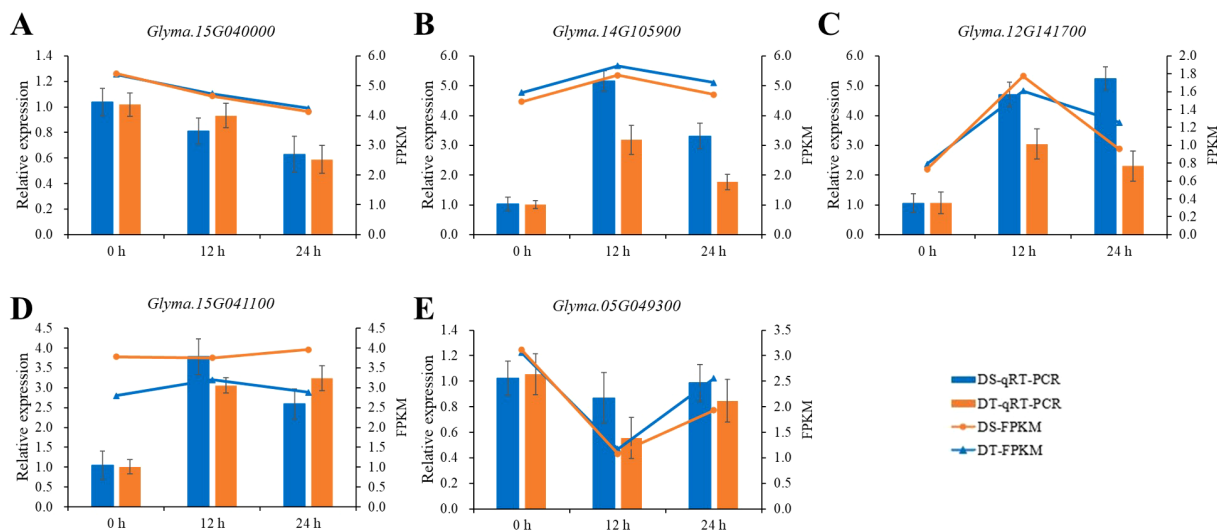 A
Glyma.15G040000
Relative expression
1.4
1.2
1.0
0.8
0.6
0.4
0.2
0.0
6.0
5.0
4.0
3.0
2.0
1.0
0.0
FPKM
0 h
12 h
24 h
B
Glyma.14G105900
Relative expression
6.0
5.0
4.0
3.0
2.0
1.0
0.0
6.0
5.0
4.0
3.0
2.0
1.0
0.0
FPKM
0 h
12 h
24 h
C
Glyma.12G141700
Relative expression
6.0
5.0
4.0
3.0
2.0
1.0
0.0
2.0
1.8
1.6
1.4
1.2
1.0
0.8
0.6
0.4
0.2
0.0
FPKM
0 h
12 h
24 h
D
Glyma.15G041100
Relative expression
4.5
4.0
3.5
3.0
2.5
2.0
1.5
1.0
0.5
0.0
4.5
4.0
3.5
3.0
2.5
2.0
1.5
1.0
0.5
0.0
FPKM
0 h
12 h
24 h
E
Glyma.05G049300
Relative expression
1.4
1.2
1.0
0.8
0.6
0.4
0.2
0.0
3.5
3.0
2.5
2.0
1.5
1.0
0.5
0.0
FPKM
0 h
12 h
24 h
DS-qRT-PCR
DT-qRT-PCR
DS-FPKM
DT-FPKM